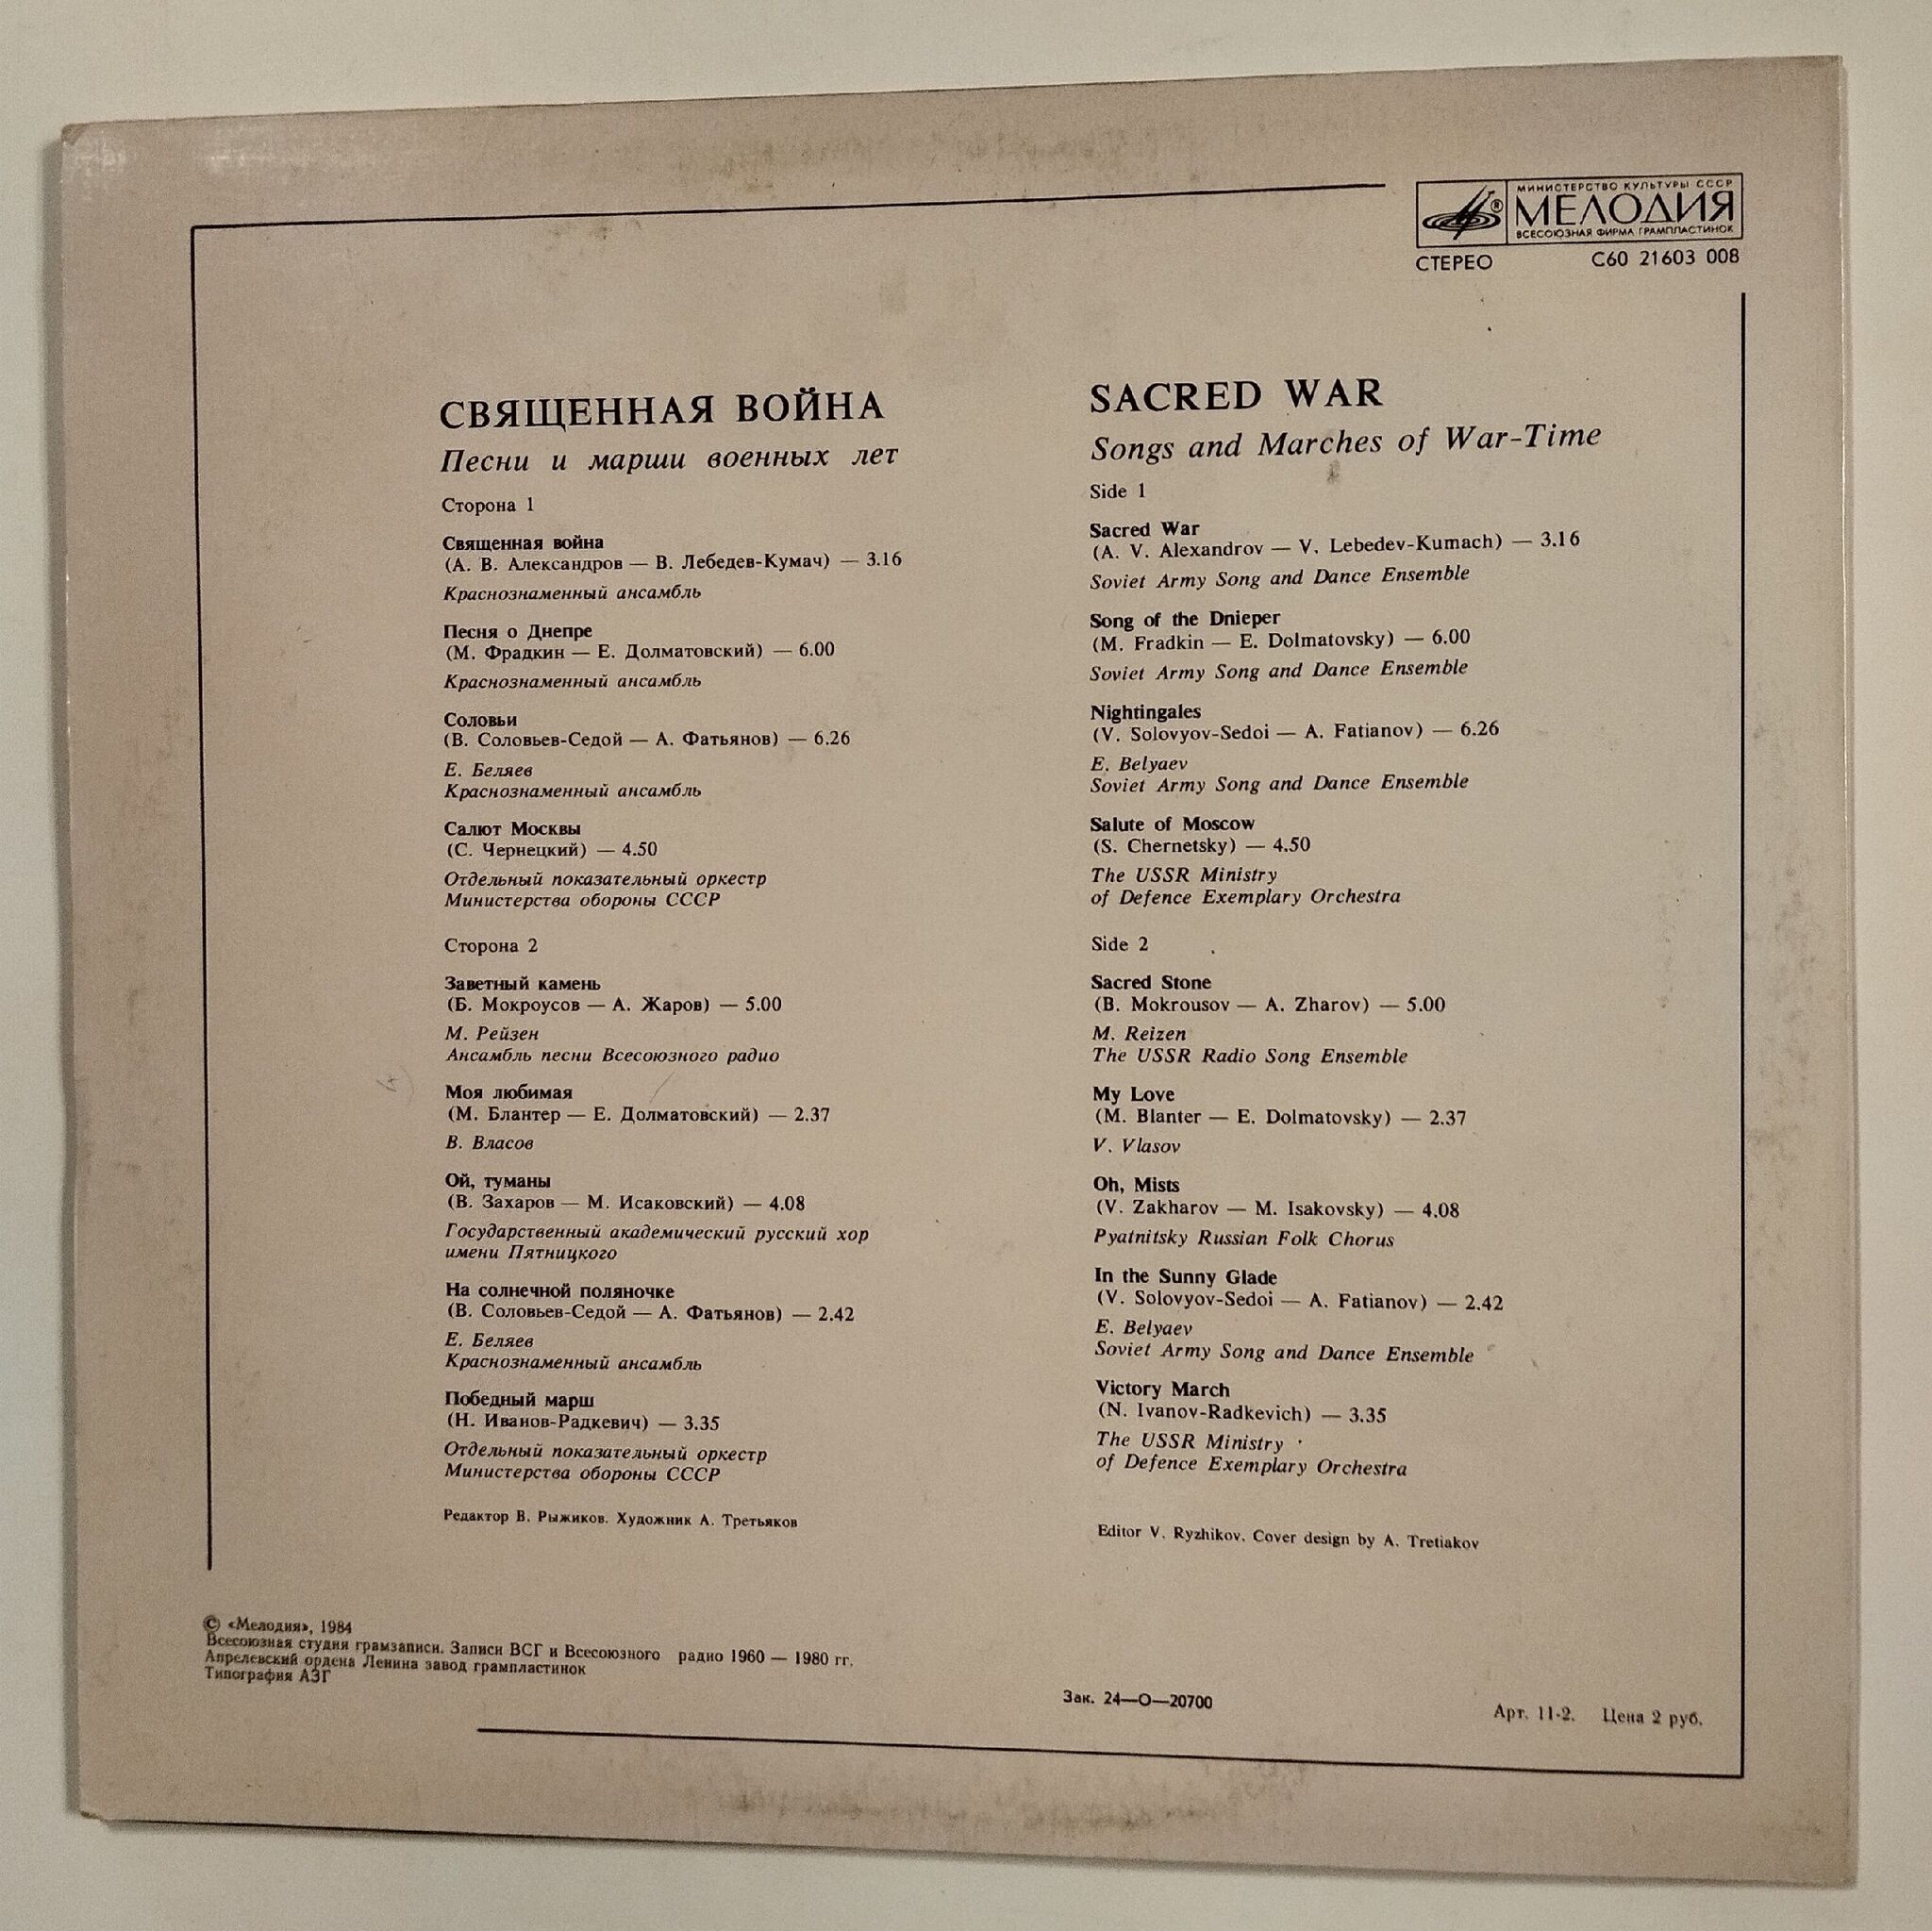 МИНИСТЕРСТВО КУЛЬТУРЫ СССР
МЕЛОДИЯ
ВСЕСОЮЗНАЯ ФИРМА ГРАМПЛАСТИНОК
СТЕРЕО С60 21603 008
СВЯЩЕННАЯ ВОЙНА
Песни и марши военных лет
Сторона 1
Священная война
(А. В. Александров — В. Лебедев-Кумач) — 3.16
Краснознаменный ансамбль
Песня о Днепре
(М. Фрадкин — Е. Долматовский) — 6.00
Краснознаменный ансамбль
Соловьи
(В. Соловьев-Седой — А. Фатьянов) — 6.26
Е. Беляев
Краснознаменный ансамбль
Салют Москвы
(С. Чернецкий) — 4.50
Отдельный показательный оркестр
Министерства обороны СССР
Сторона 2
Заветный камень
(Б. Мокроусов — А. Жаров) — 5.00
М. Рейзен
Ансамбль песни Всесоюзного радио
Моя любимая
(М. Блантер — Е. Долматовский) — 2.37
В. Власов
Ой, туманы
(В. Захаров — М. Исаковский) — 4.08
Государственный академический русский хор
имени Пятницкого
На солнечной поляночке
(В. Соловьев-Седой — А. Фатьянов) — 2.42
Е. Беляев
Краснознаменный ансамбль
Победный марш
(Н. Иванов-Радкевич) — 3.35
Отдельный показательный оркестр
Министерства обороны СССР
Редактор В. Рыжиков. Художник А. Третьяков
SACRED WAR
Songs and Marches of War-Time
Side 1
Sacred War
(A. V. Alexandrov — V. Lebedev-Kumach) — 3.16
Soviet Army Song and Dance Ensemble
Song of the Dnieper
(M. Fradkin — E. Dolmatovsky) — 6.00
Soviet Army Song and Dance Ensemble
Nightingales
(V. Solovyov-Sedoi — A. Fatianov) — 6.26
E. Belyaev
Soviet Army Song and Dance Ensemble
Salute of Moscow
(S. Chernetsky) — 4.50
The USSR Ministry
of Defence Exemplary Orchestra
Side 2
Sacred Stone
(B. Mokrousov — A. Zharov) — 5.00
M. Reizen
The USSR Radio Song Ensemble
My Love
(M. Blanter — E. Dolmatovsky) — 2.37
V. Vlasov
Oh, Mists
(V. Zakharov — M. Isakovsky) — 4.08
Pyatnitsky Russian Folk Chorus
In the Sunny Glade
(V. Solovyov-Sedoi — A. Fatianov) — 2.42
E. Belyaev
Soviet Army Song and Dance Ensemble
Victory March
(N. Ivanov-Radkevich) — 3.35
The USSR Ministry
of Defence Exemplary Orchestra
Editor V. Ryzhikov. Cover design by A. Tretiakov
© «Мелодия», 1984
Всесоюзная студия грамзаписи. Записи ВСГ и Всесоюзного радио 1960 — 1980 гг.
Апрелевский ордена Ленина завод грампластинок
Типография АЗГ
Зак. 24—О—20700
Арт. 11-2. Цена 2 руб.